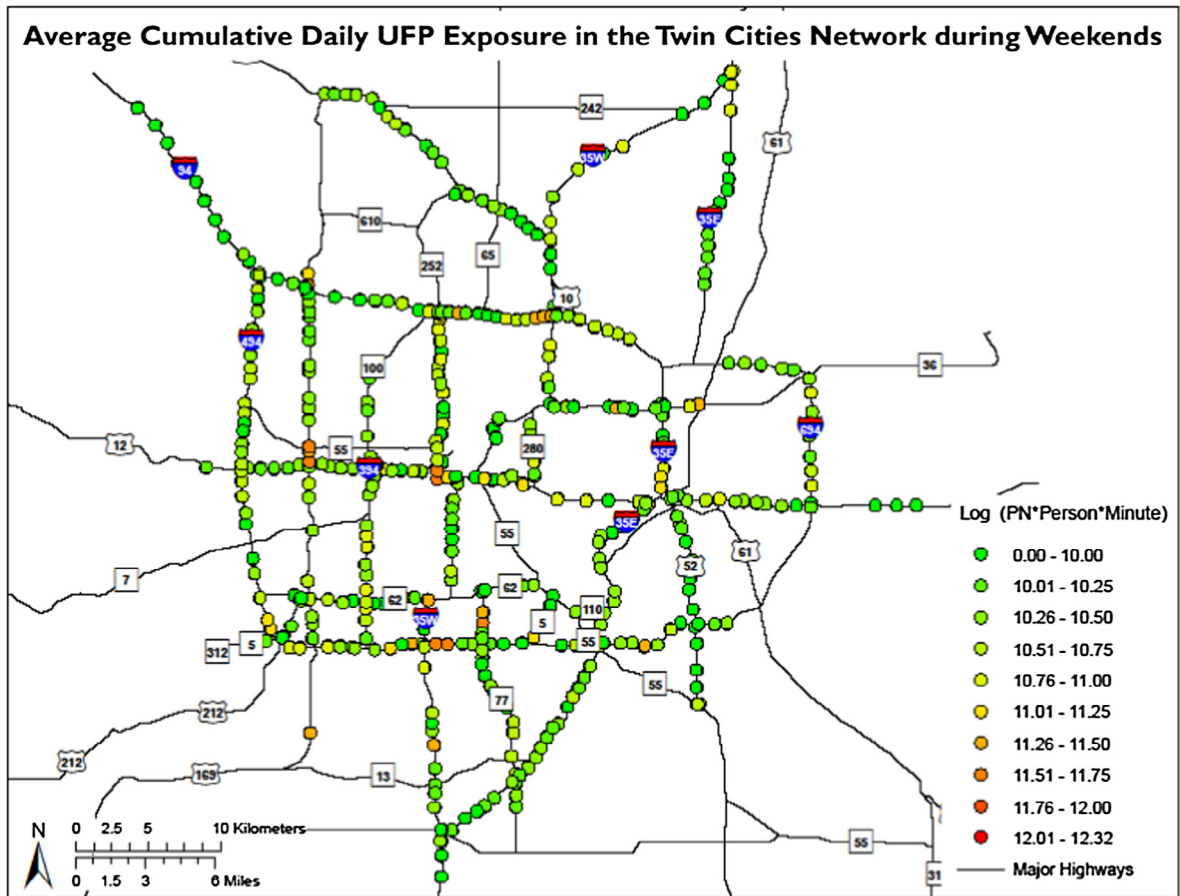 Average Cumulative Daily UFP Exposure in the Twin Cities Network during Weekends
242
61
35W
94
35E
610
65
252
10
494
100
36
12
55
280
694
394
35E
35E
55
61
52
7
62
62
110
5
35W
312
5
55
55
77
212
212
169
13
55
31
Log (PN*Person*Minute)
0.00 - 10.00
10.01 - 10.25
10.26 - 10.50
10.51 - 10.75
10.76 - 11.00
11.01 - 11.25
11.26 - 11.50
11.51 - 11.75
11.76 - 12.00
12.01 - 12.32
Major Highways
N
0 2.5 5 10 Kilometers
0 1.5 3 6 Miles